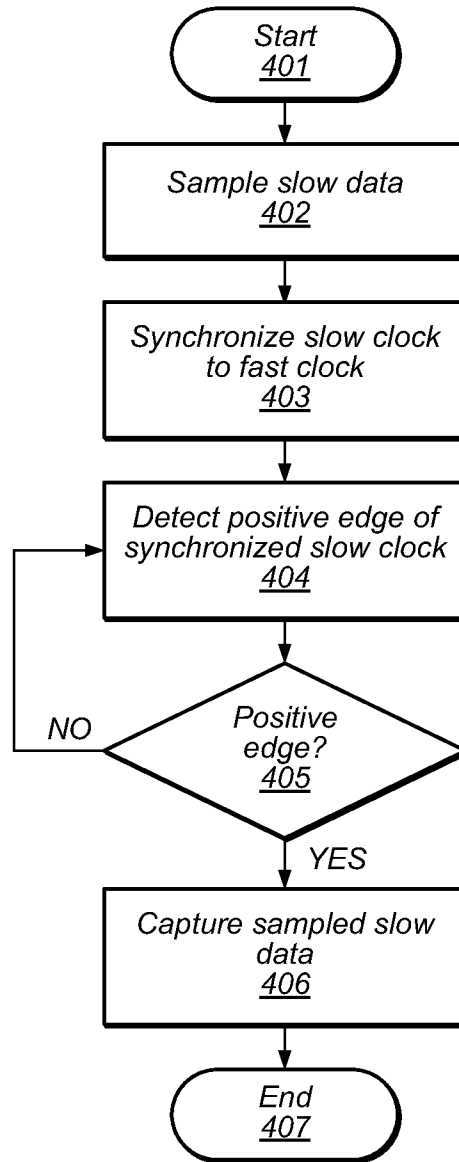 Start
401
Sample slow data
402
Synchronize slow clock
to fast clock
403
Detect positive edge of
synchronized slow clock
404
Positive
edge?
405
NO
YES
Capture sampled slow
data
406
End
407